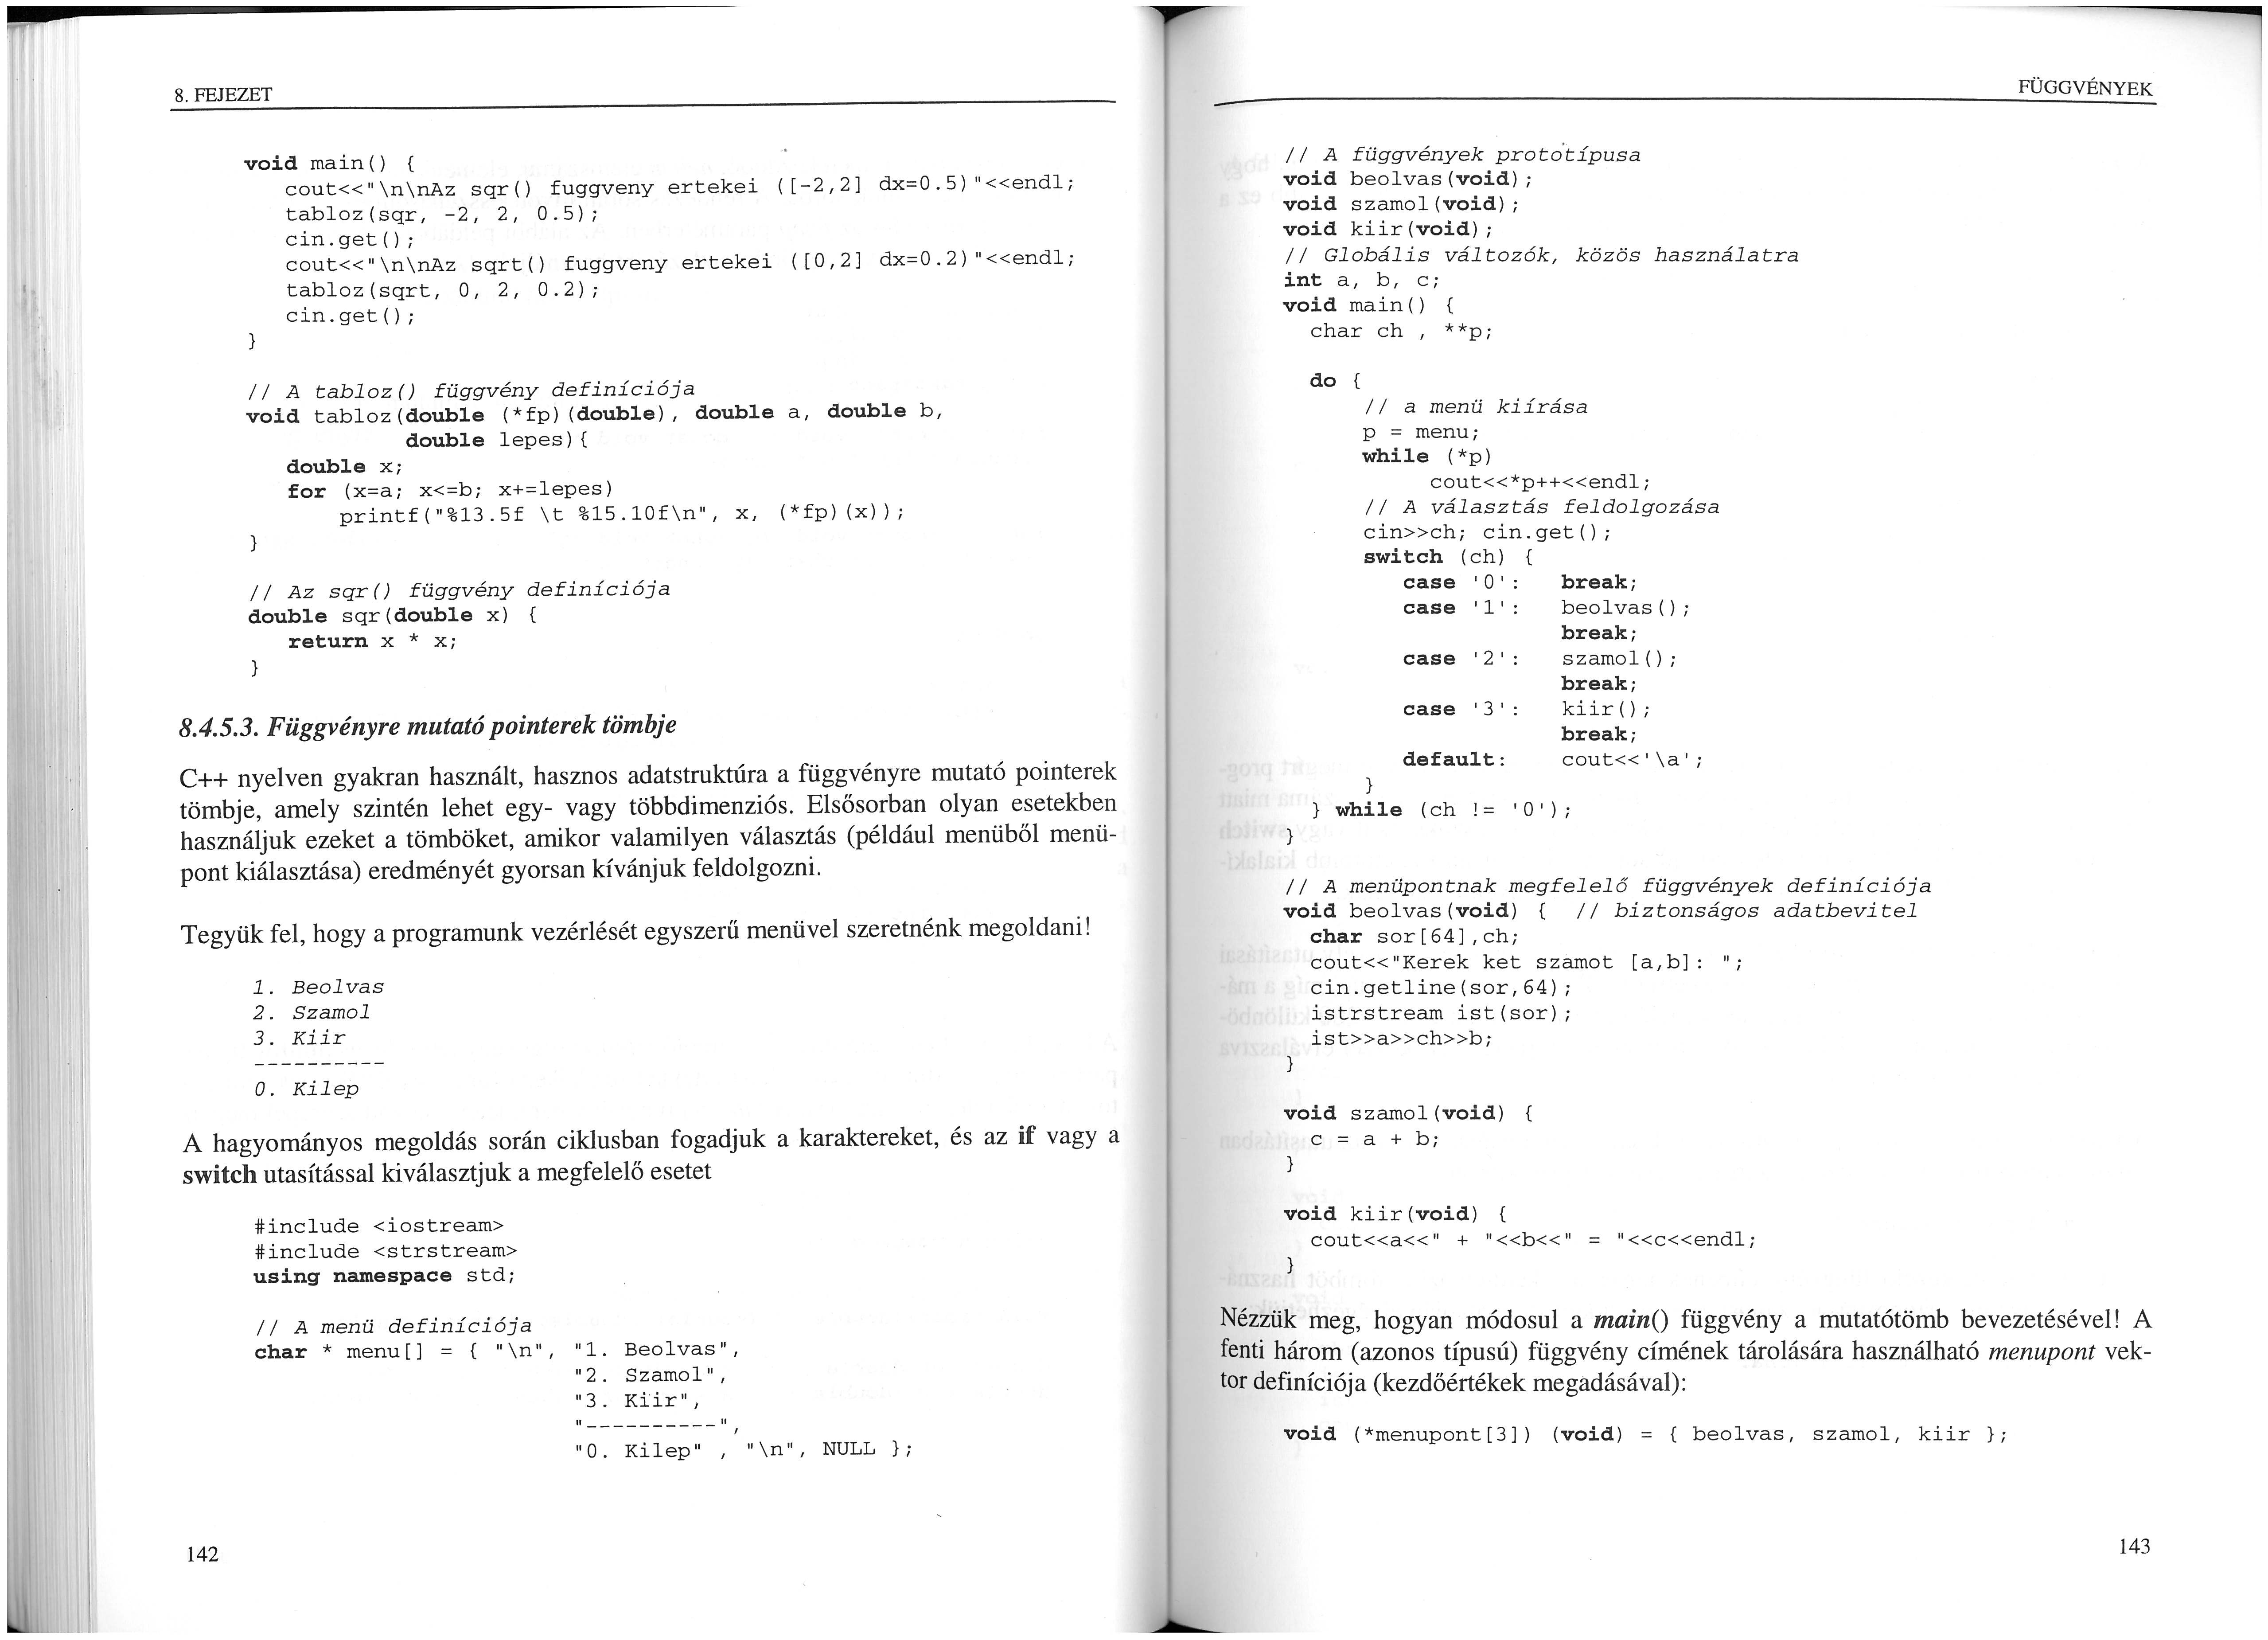 8. FEJEZET
void main() {
cout<<"\n\nAz sqr() fuggveny ertekei ([-2,2] dx=0.5)"<<endl;
tabloz(sqr, -2, 2, 0.5);
cin.get();
cout<<"\n\nAz sqrt() fuggveny ertekei ([0,2] dx=0.2)"<<endl;
tabloz(sqrt, 0, 2, 0.2);
cin.get();
}
// A tabloz() függvény definíciója
void tabloz(double (*fp)(double), double a, double b,
double lepes){
double x;
for (x=a; x<=b; x+=lepes)
printf("%13.5f \t %15.10f\n", x, (*fp)(x));
}
// Az sqr() függvény definíciója
double sqr(double x) {
return x * x;
}
8.4.5.3. Függvényre mutató pointerek tömbje
C++ nyelven gyakran használt, hasznos adatstruktúra a függvényre mutató pointerek
tömbje, amely szintén lehet egy- vagy többdimenziós. Elsősorban olyan esetekben
használjuk ezeket a tömböket, amikor valamilyen választás (például menüből menü-
pont kiálasztása) eredményét gyorsan kívánjuk feldolgozni.
Tegyük fel, hogy a programunk vezérlését egyszerű menüvel szeretnénk megoldani!
1. Beolvas
2. Szamol
3. Kiir
----------
0. Kilep
A hagyományos megoldás során ciklusban fogadjuk a karaktereket, és az if vagy a
switch utasítással kiválasztjuk a megfelelő esetet
#include <iostream>
#include <strstream>
using namespace std;
// A menü definíciója
char * menu[] = { "\n", "1. Beolvas",
"2. Szamol",
"3. Kiir",
"----------",
"0. Kilep" , "\n", NULL };
142
FÜGGVÉNYEK
// A függvények prototípusa
void beolvas(void);
void szamol(void);
void kiir(void);
// Globális változók, közös használatra
int a, b, c;
void main() {
char ch , **p;
do {
// a menü kiírása
p = menu;
while (*p)
cout<<*p++<<endl;
// A választás feldolgozása
cin>>ch; cin.get();
switch (ch) {
case '0': break;
case '1': beolvas();
break;
case '2': szamol();
break;
case '3': kiir();
break;
default: cout<<'\a';
}
} while (ch != '0');
}
// A menüpontnak megfelelő függvények definíciója
void beolvas(void) { // biztonságos adatbevitel
char sor[64],ch;
cout<<"Kerek ket szamot [a,b]: ";
cin.getline(sor,64);
istrstream ist(sor);
ist>>a>>ch>>b;
}
void szamol(void) {
c = a + b;
}
void kiir(void) {
cout<<a<<" + "<<b<<" = "<<c<<endl;
}
Nézzük meg, hogyan módosul a main() függvény a mutatótömb bevezetésével! A
fenti három (azonos típusú) függvény címének tárolására használható menupont vek-
tor definíciója (kezdőértékek megadásával):
void (*menupont[3]) (void) = { beolvas, szamol, kiir };
143